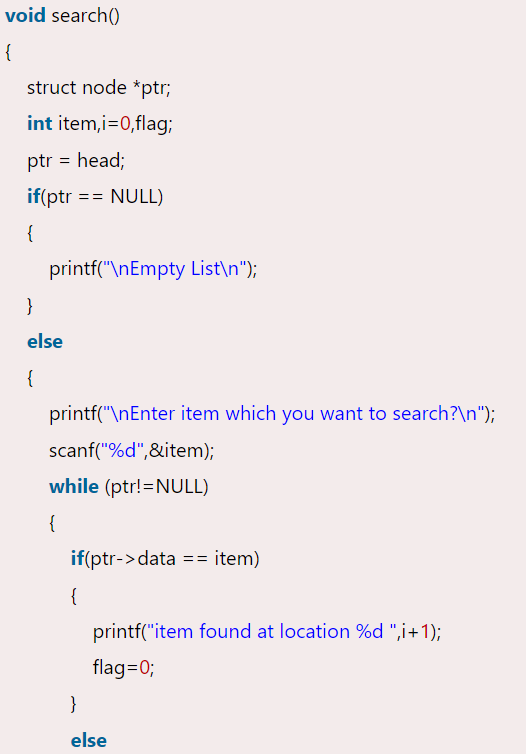 void search()
{
struct node *ptr;
int item,i=0,flag;
ptr = head;
if(ptr == NULL)
{
printf("\nEmpty List\n");
}
else
{
printf("\nEnter item which you want to search?\n");
scanf("%d",&item);
while (ptr!=NULL)
{
if(ptr->data == item)
{
printf("item found at location %d ",i+1);
flag=0;
}
else